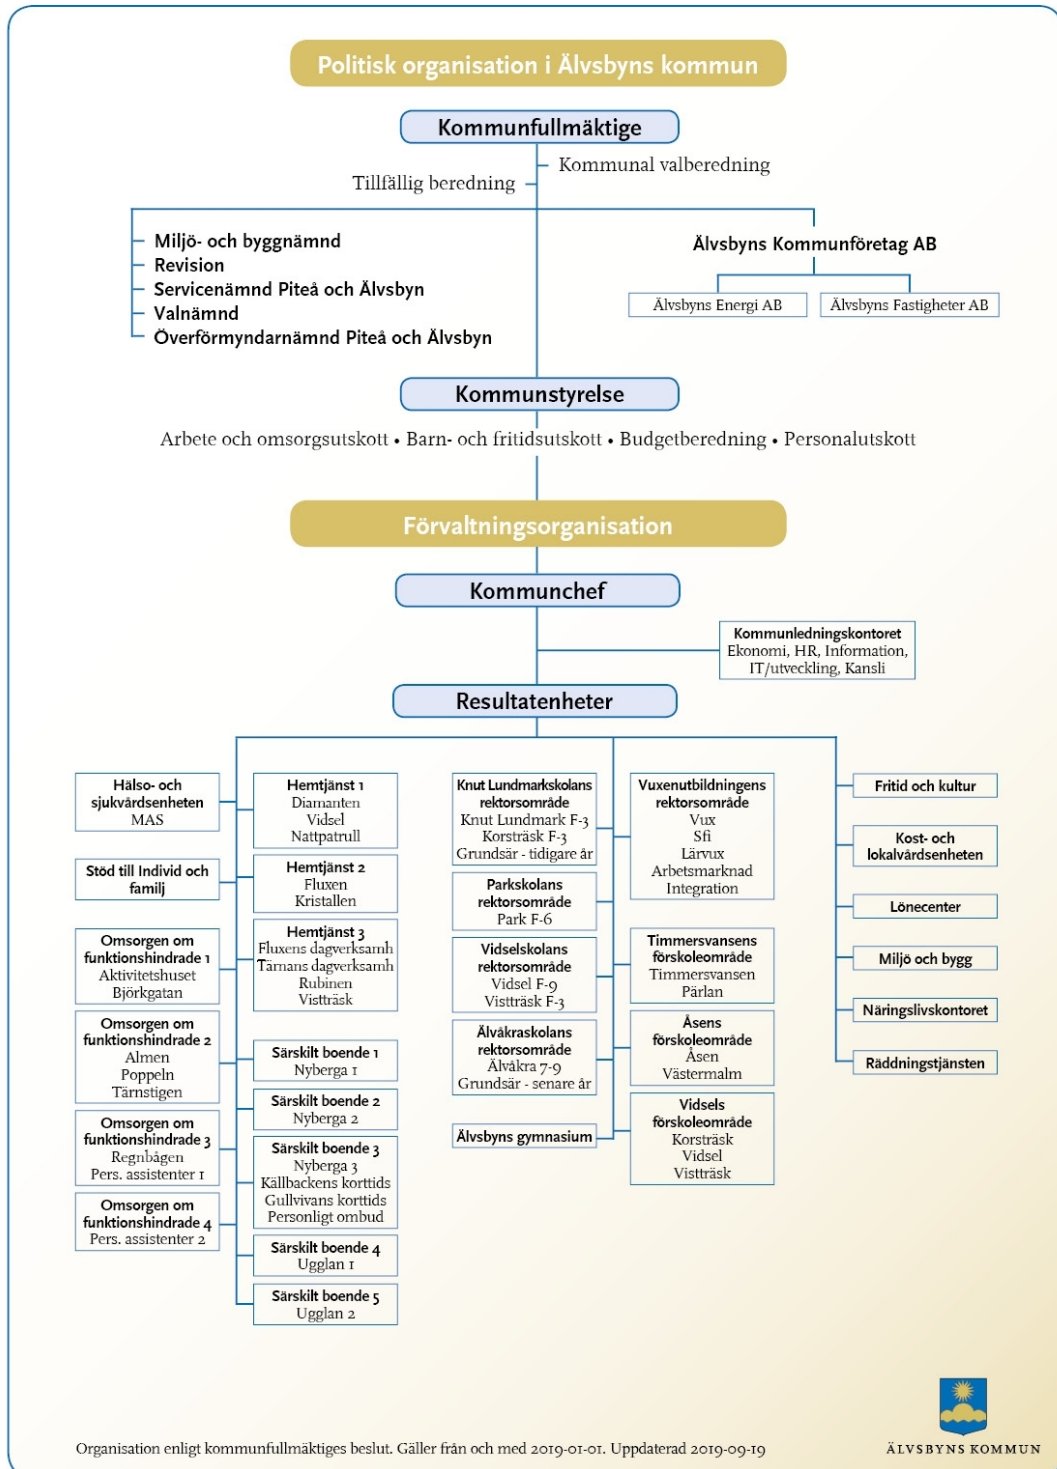 Politisk organisation i Älvsbyns kommun
Kommunfullmäktige
Kommunal valberedning
Tillfällig beredning
Miljö- och byggnämnd
Revision
Servicenämnd Piteå och Älvsbyn
Valnämnd
Överförmyndarnämnd Piteå och Älvsbyn
Älvsbyns Kommunföretag AB
Älvsbyns Energi AB
Älvsbyns Fastigheter AB
Kommunstyrelse
Arbete och omsorgsutskott • Barn- och fritidsutskott • Budgetberedning • Personalutskott
Förvaltningsorganisation
Kommunchef
Kommunledningskontoret
Ekonomi, HR, Information,
IT/utveckling, Kansli
Resultatenheter
Hälso- och
sjukvårdsenheten
MAS
Stöd till Individ och
familj
Omsorgen om
funktionshindrade 1
Aktivitetshuset
Björkgatan
Omsorgen om
funktionshindrade 2
Almen
Poppeln
Tärnstigen
Omsorgen om
funktionshindrade 3
Regnbågen
Pers. assistenter 1
Omsorgen om
funktionshindrade 4
Pers. assistenter 2
Hemtjänst 1
Diamanten
Vidsel
Nattpatrull
Hemtjänst 2
Fluxen
Kristallen
Hemtjänst 3
Fluxens dagverksamh
Tärnans dagverksamh
Rubinen
Vistträsk
Särskilt boende 1
Nyberga 1
Särskilt boende 2
Nyberga 2
Särskilt boende 3
Nyberga 3
Källbackens korttids
Gullvivans korttids
Personligt ombud
Särskilt boende 4
Ugglan 1
Särskilt boende 5
Ugglan 2
Knut Lundmarkskolans
rektorsområde
Knut Lundmark F-3
Korsträsk F-3
Grundsär - tidigare år
Parkskolans
rektorsområde
Park F-6
Vidselskolans
rektorsområde
Vidsel F-9
Vistträsk F-3
Älvåkraskolans
rektorsområde
Älvåkra 7-9
Grundsär - senare år
Älvsbyns gymnasium
Vuxenutbildningens
rektorsområde
Vux
Sfi
Lärvux
Arbetsmarknad
Integration
Timmersvansens
förskoleområde
Timmersvansen
Pärlan
Åsens
förskoleområde
Åsen
Västermalm
Vidsels
förskoleområde
Korsträsk
Vidsel
Vistträsk
Fritid och kultur
Kost- och
lokalvårdsenheten
Lönecenter
Miljö och bygg
Näringslivskontoret
Räddningstjänsten
Organisation enligt kommunfullmäktiges beslut. Gäller från och med 2019-01-01. Uppdaterad 2019-09-19
ÄLVSBYNS KOMMUN